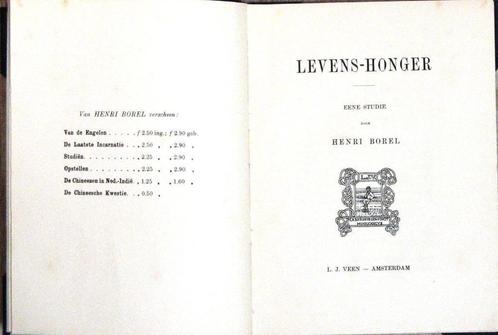 Van HENRI BOREL verscheen:
Van de Engelen . . . . . f 2.50 ing.; f 2.90 geb.
De Laatste Incarnatie . . „ 2.50 „ „ 2.90 „
Studiën. . . . . . . . . „ 2.25 „ „ 2.90 „
Opstellen . . . . . . . „ 2.25 „ „ 2.90 „
De Chineesen in Ned.-Indië „ 1.25 „ „ 1.60 „
De Chineesche Kwestie. . . „ 0.50 „
LEVENS-HONGER
EENE STUDIE
DOOR
HENRI BOREL
L. J. VEEN — AMSTERDAM